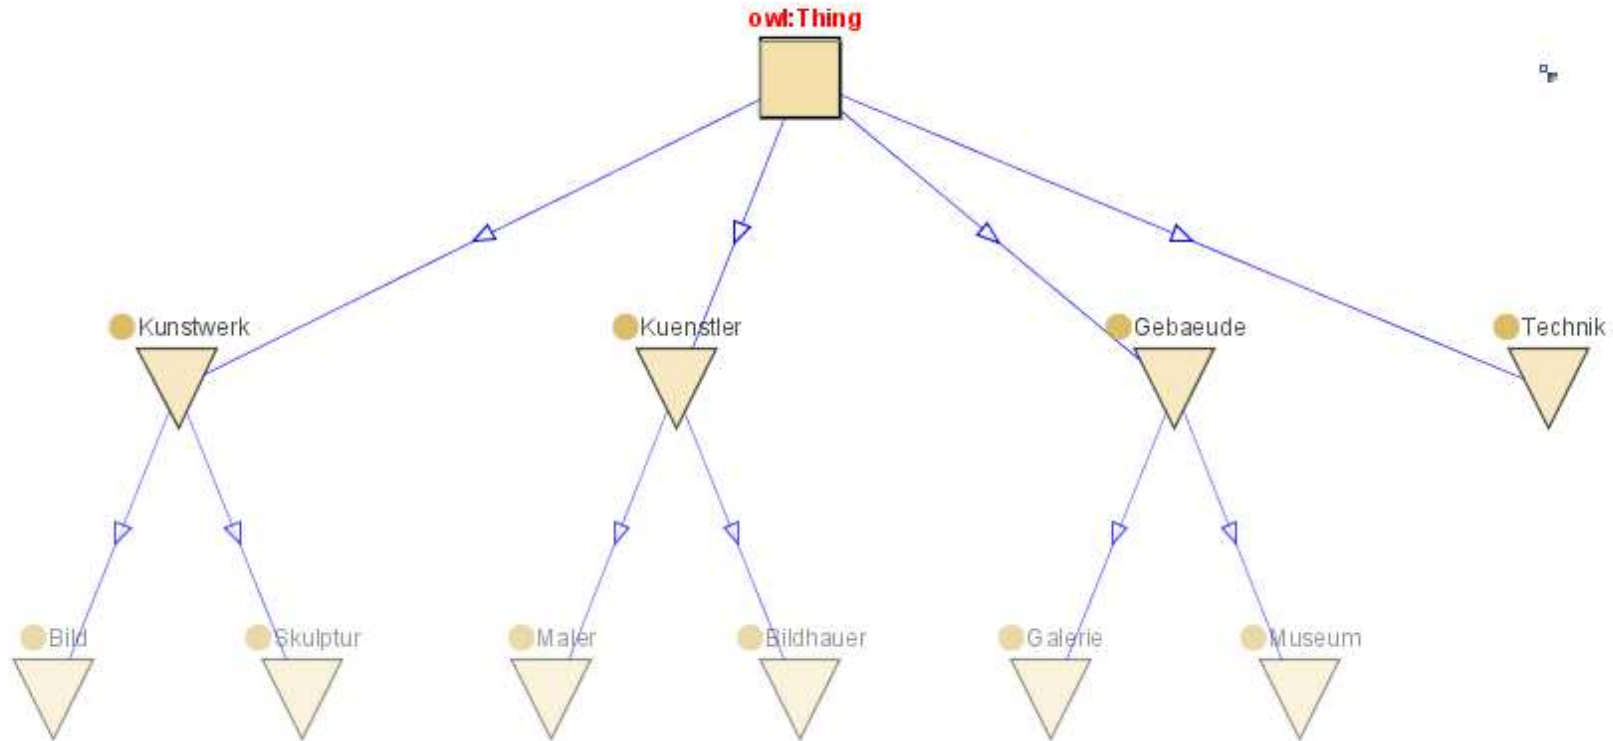 owl:Thing
Kunstwerk
Kuenstler
Gebaeude
Technik
Bild
Skulptur
Maler
Bildhauer
Galerie
Museum